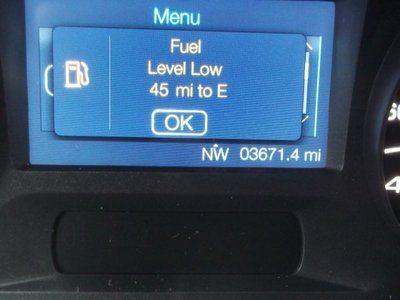 Menu
Fuel
Level Low
45 mi to E
OK
NW 03671.4 mi